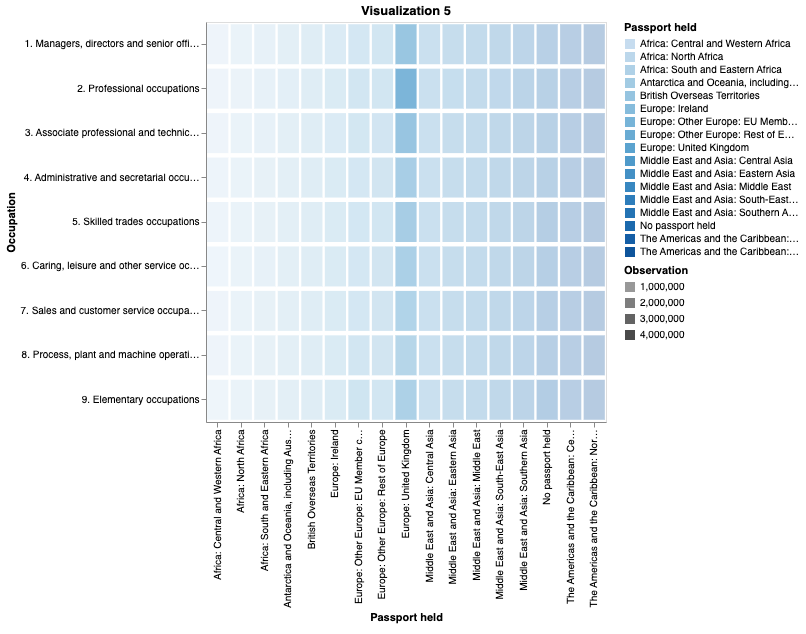 Visualization 5
Occupation
1. Managers, directors and senior offi…
2. Professional occupations
3. Associate professional and technic…
4. Administrative and secretarial occu…
5. Skilled trades occupations
6. Caring, leisure and other service oc…
7. Sales and customer service occupa…
8. Process, plant and machine operati…
9. Elementary occupations
Africa: Central and Western Africa
Africa: North Africa
Africa: South and Eastern Africa
Antarctica and Oceania, including Aus…
British Overseas Territories
Europe: Ireland
Europe: Other Europe: EU Member c…
Europe: Other Europe: Rest of Europe
Europe: United Kingdom
Middle East and Asia: Central Asia
Middle East and Asia: Eastern Asia
Middle East and Asia: Middle East
Middle East and Asia: South-East Asia
Middle East and Asia: Southern Asia
No passport held
The Americas and the Caribbean: Ce…
The Americas and the Caribbean: Nor…
Passport held
Passport held
Africa: Central and Western Africa
Africa: North Africa
Africa: South and Eastern Africa
Antarctica and Oceania, including…
British Overseas Territories
Europe: Ireland
Europe: Other Europe: EU Memb…
Europe: Other Europe: Rest of E…
Europe: United Kingdom
Middle East and Asia: Central Asia
Middle East and Asia: Eastern Asia
Middle East and Asia: Middle East
Middle East and Asia: South-East…
Middle East and Asia: Southern A…
No passport held
The Americas and the Caribbean:…
The Americas and the Caribbean:…
Observation
1,000,000
2,000,000
3,000,000
4,000,000